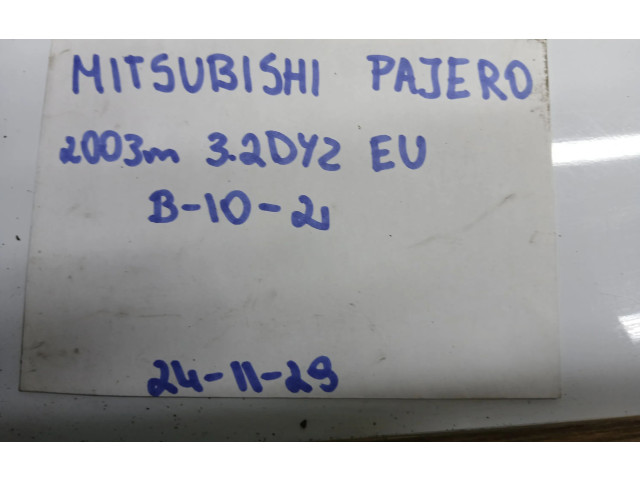 MITSUBISHI PAJERO
2003m 3.2DYZ EU
B-10-2
24-11-29